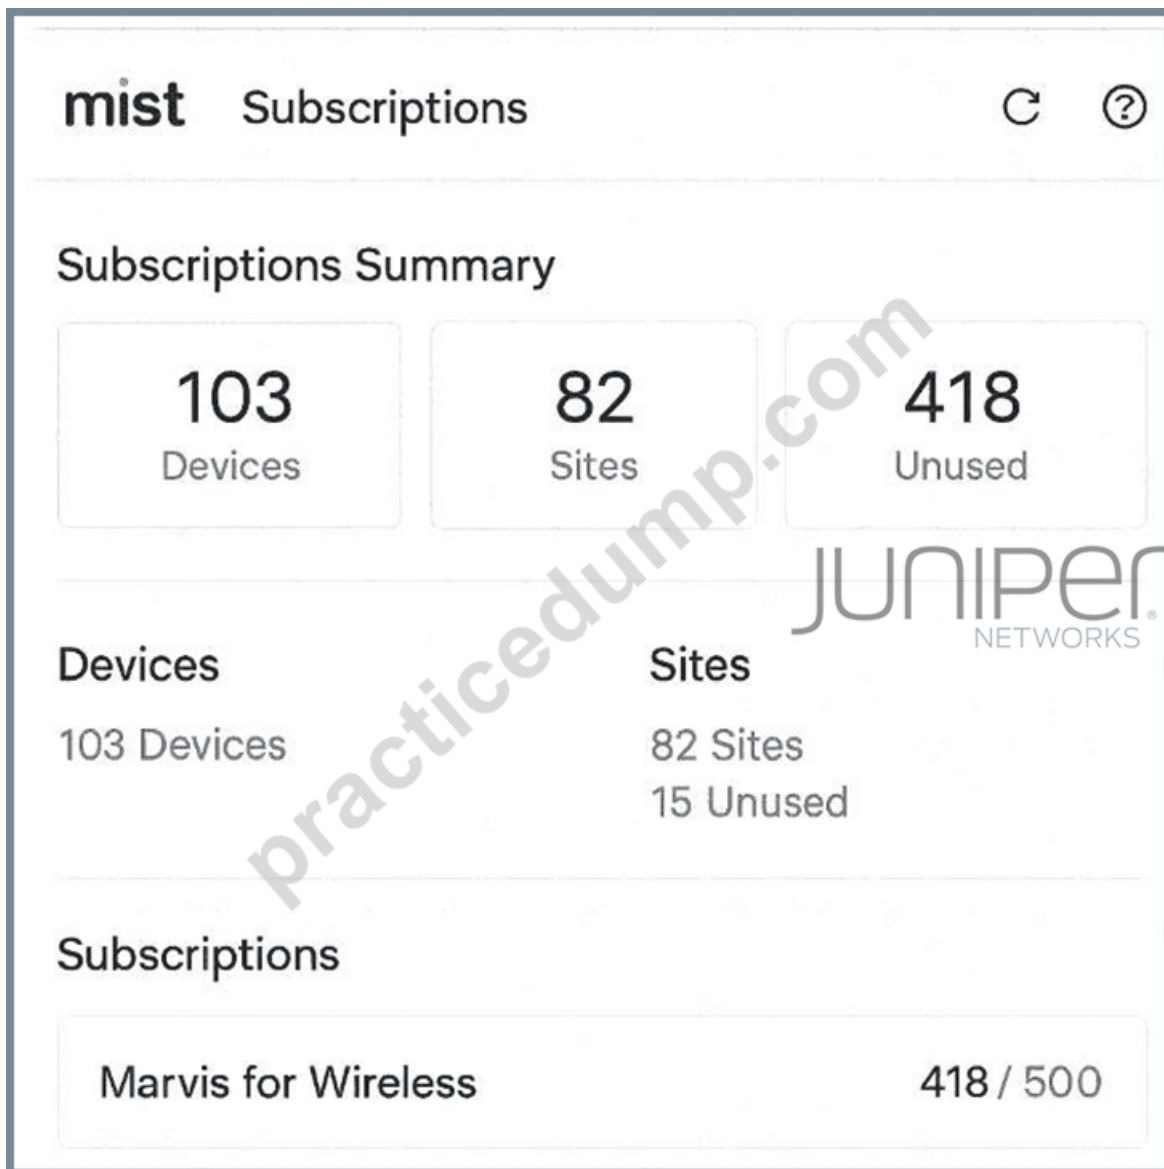 mist Subscriptions
Subscriptions Summary
103
Devices
82
Sites
418
Unused
JUNIPer
NETWORKS
Devices
103 Devices
Sites
82 Sites
15 Unused
Subscriptions
Marvis for Wireless 418 / 500
practicedump.com